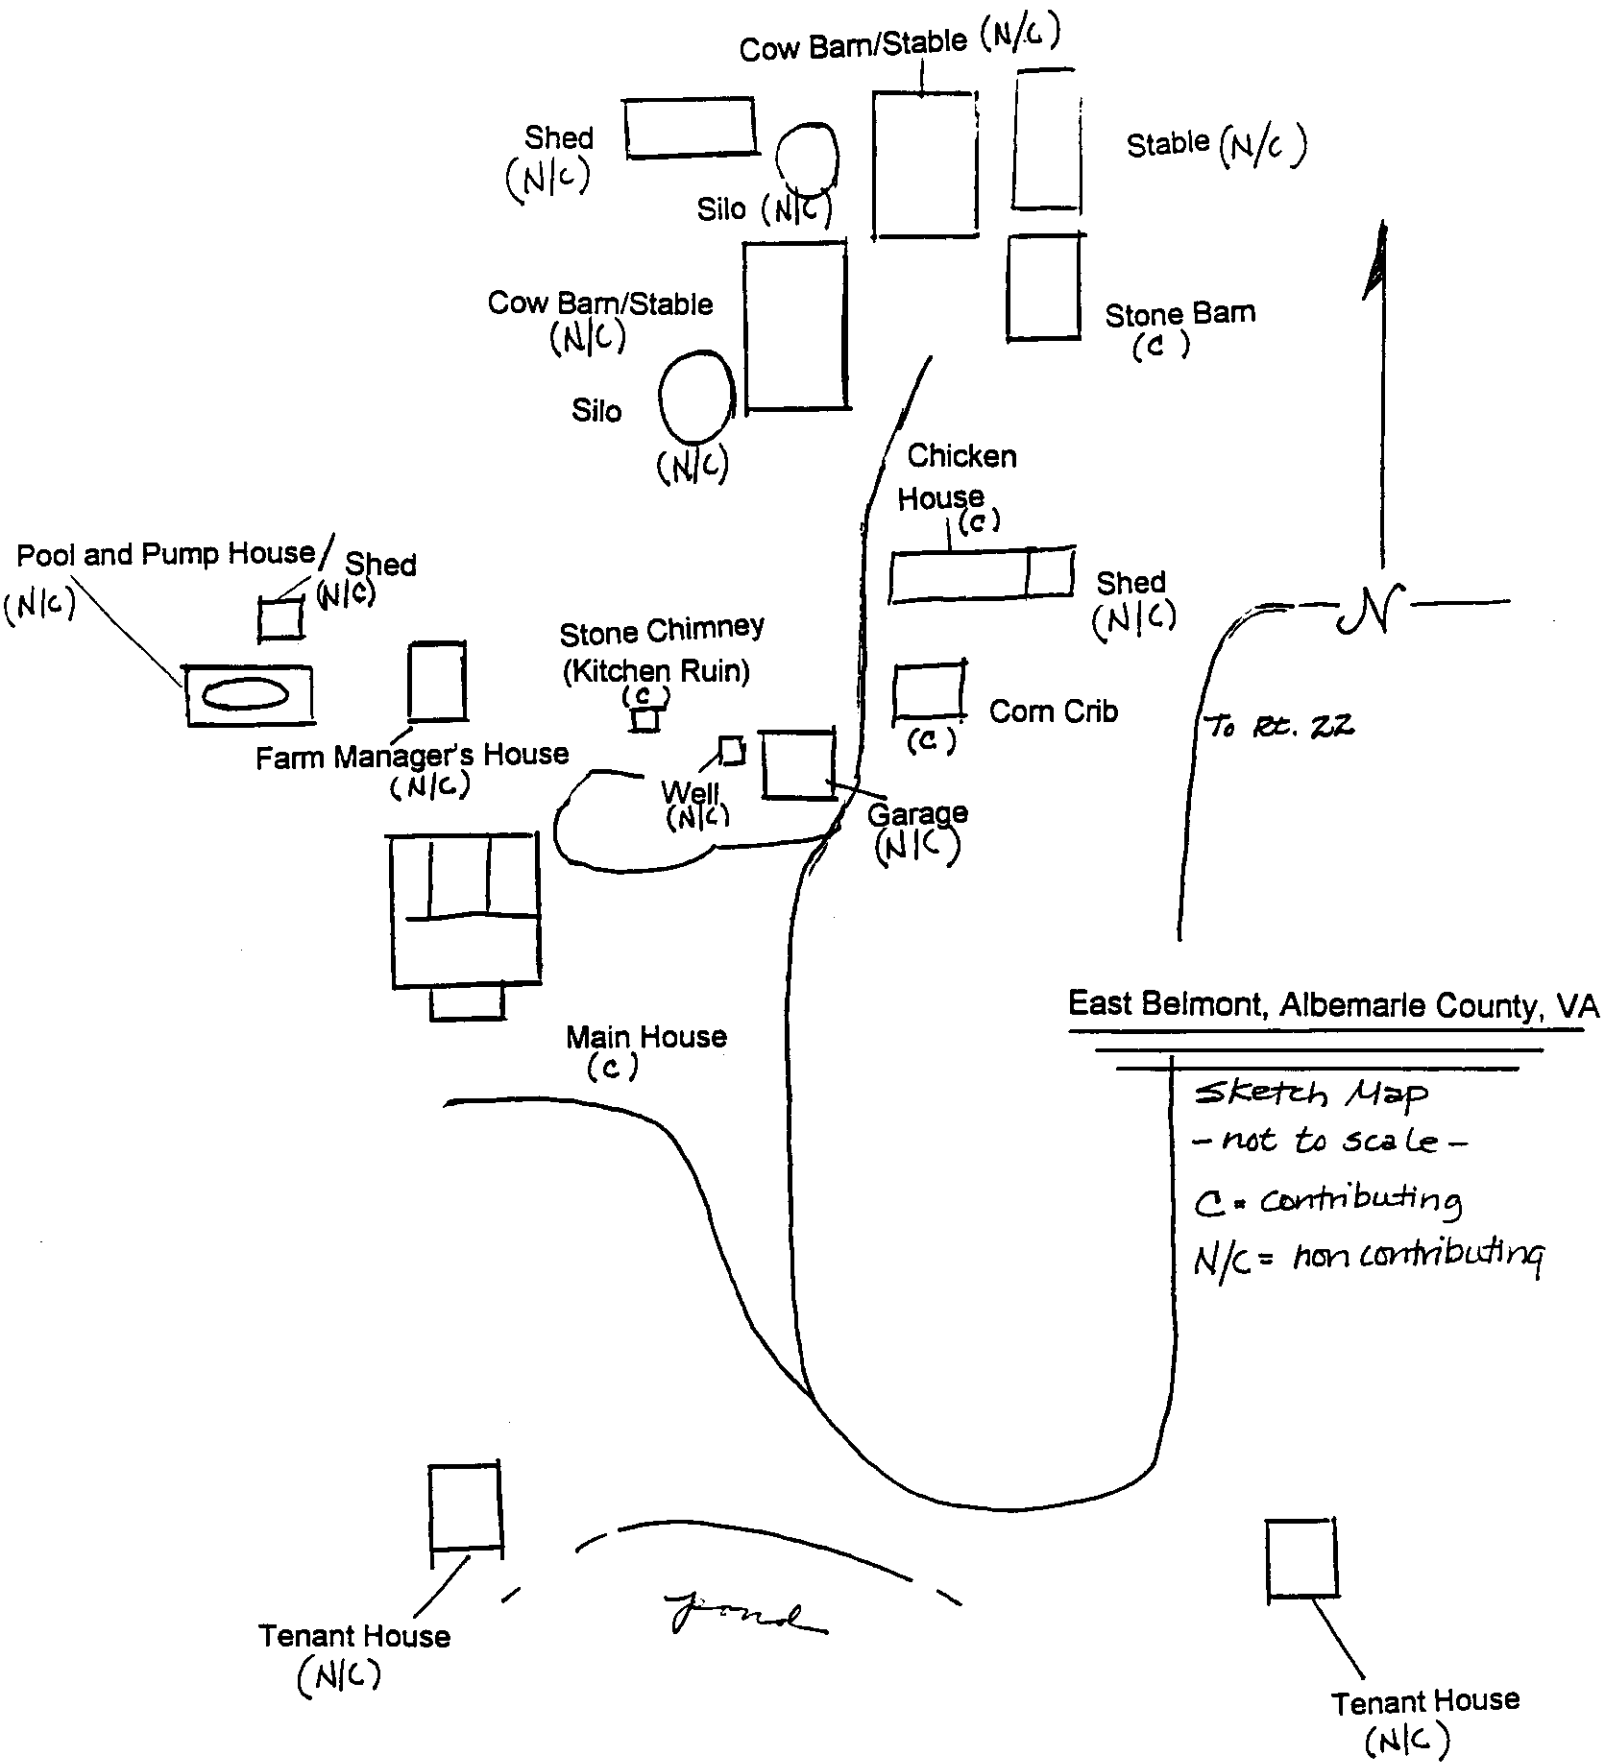 Cow Barn/Stable (N/C)
Shed
(N/C)
Silo (N/C)
Stable (N/C)
Cow Barn/Stable
(N/C)
Stone Barn
(C)
Silo
(N/C)
Chicken
House
(C)
Pool and Pump House/
(N/C)
Shed
(N/C)
Shed
(N/C)
N
Stone Chimney
(Kitchen Ruin)
(C)
Corn Crib
(C)
To Rt. 22
Farm Manager's House
(N/C)
Well
(N/C)
Garage
(N/C)
Main House
(C)
East Belmont, Albemarle County, VA
Sketch Map
- not to scale -
C = contributing
N/C = non contributing
pond
Tenant House
(N/C)
Tenant House
(N/C)